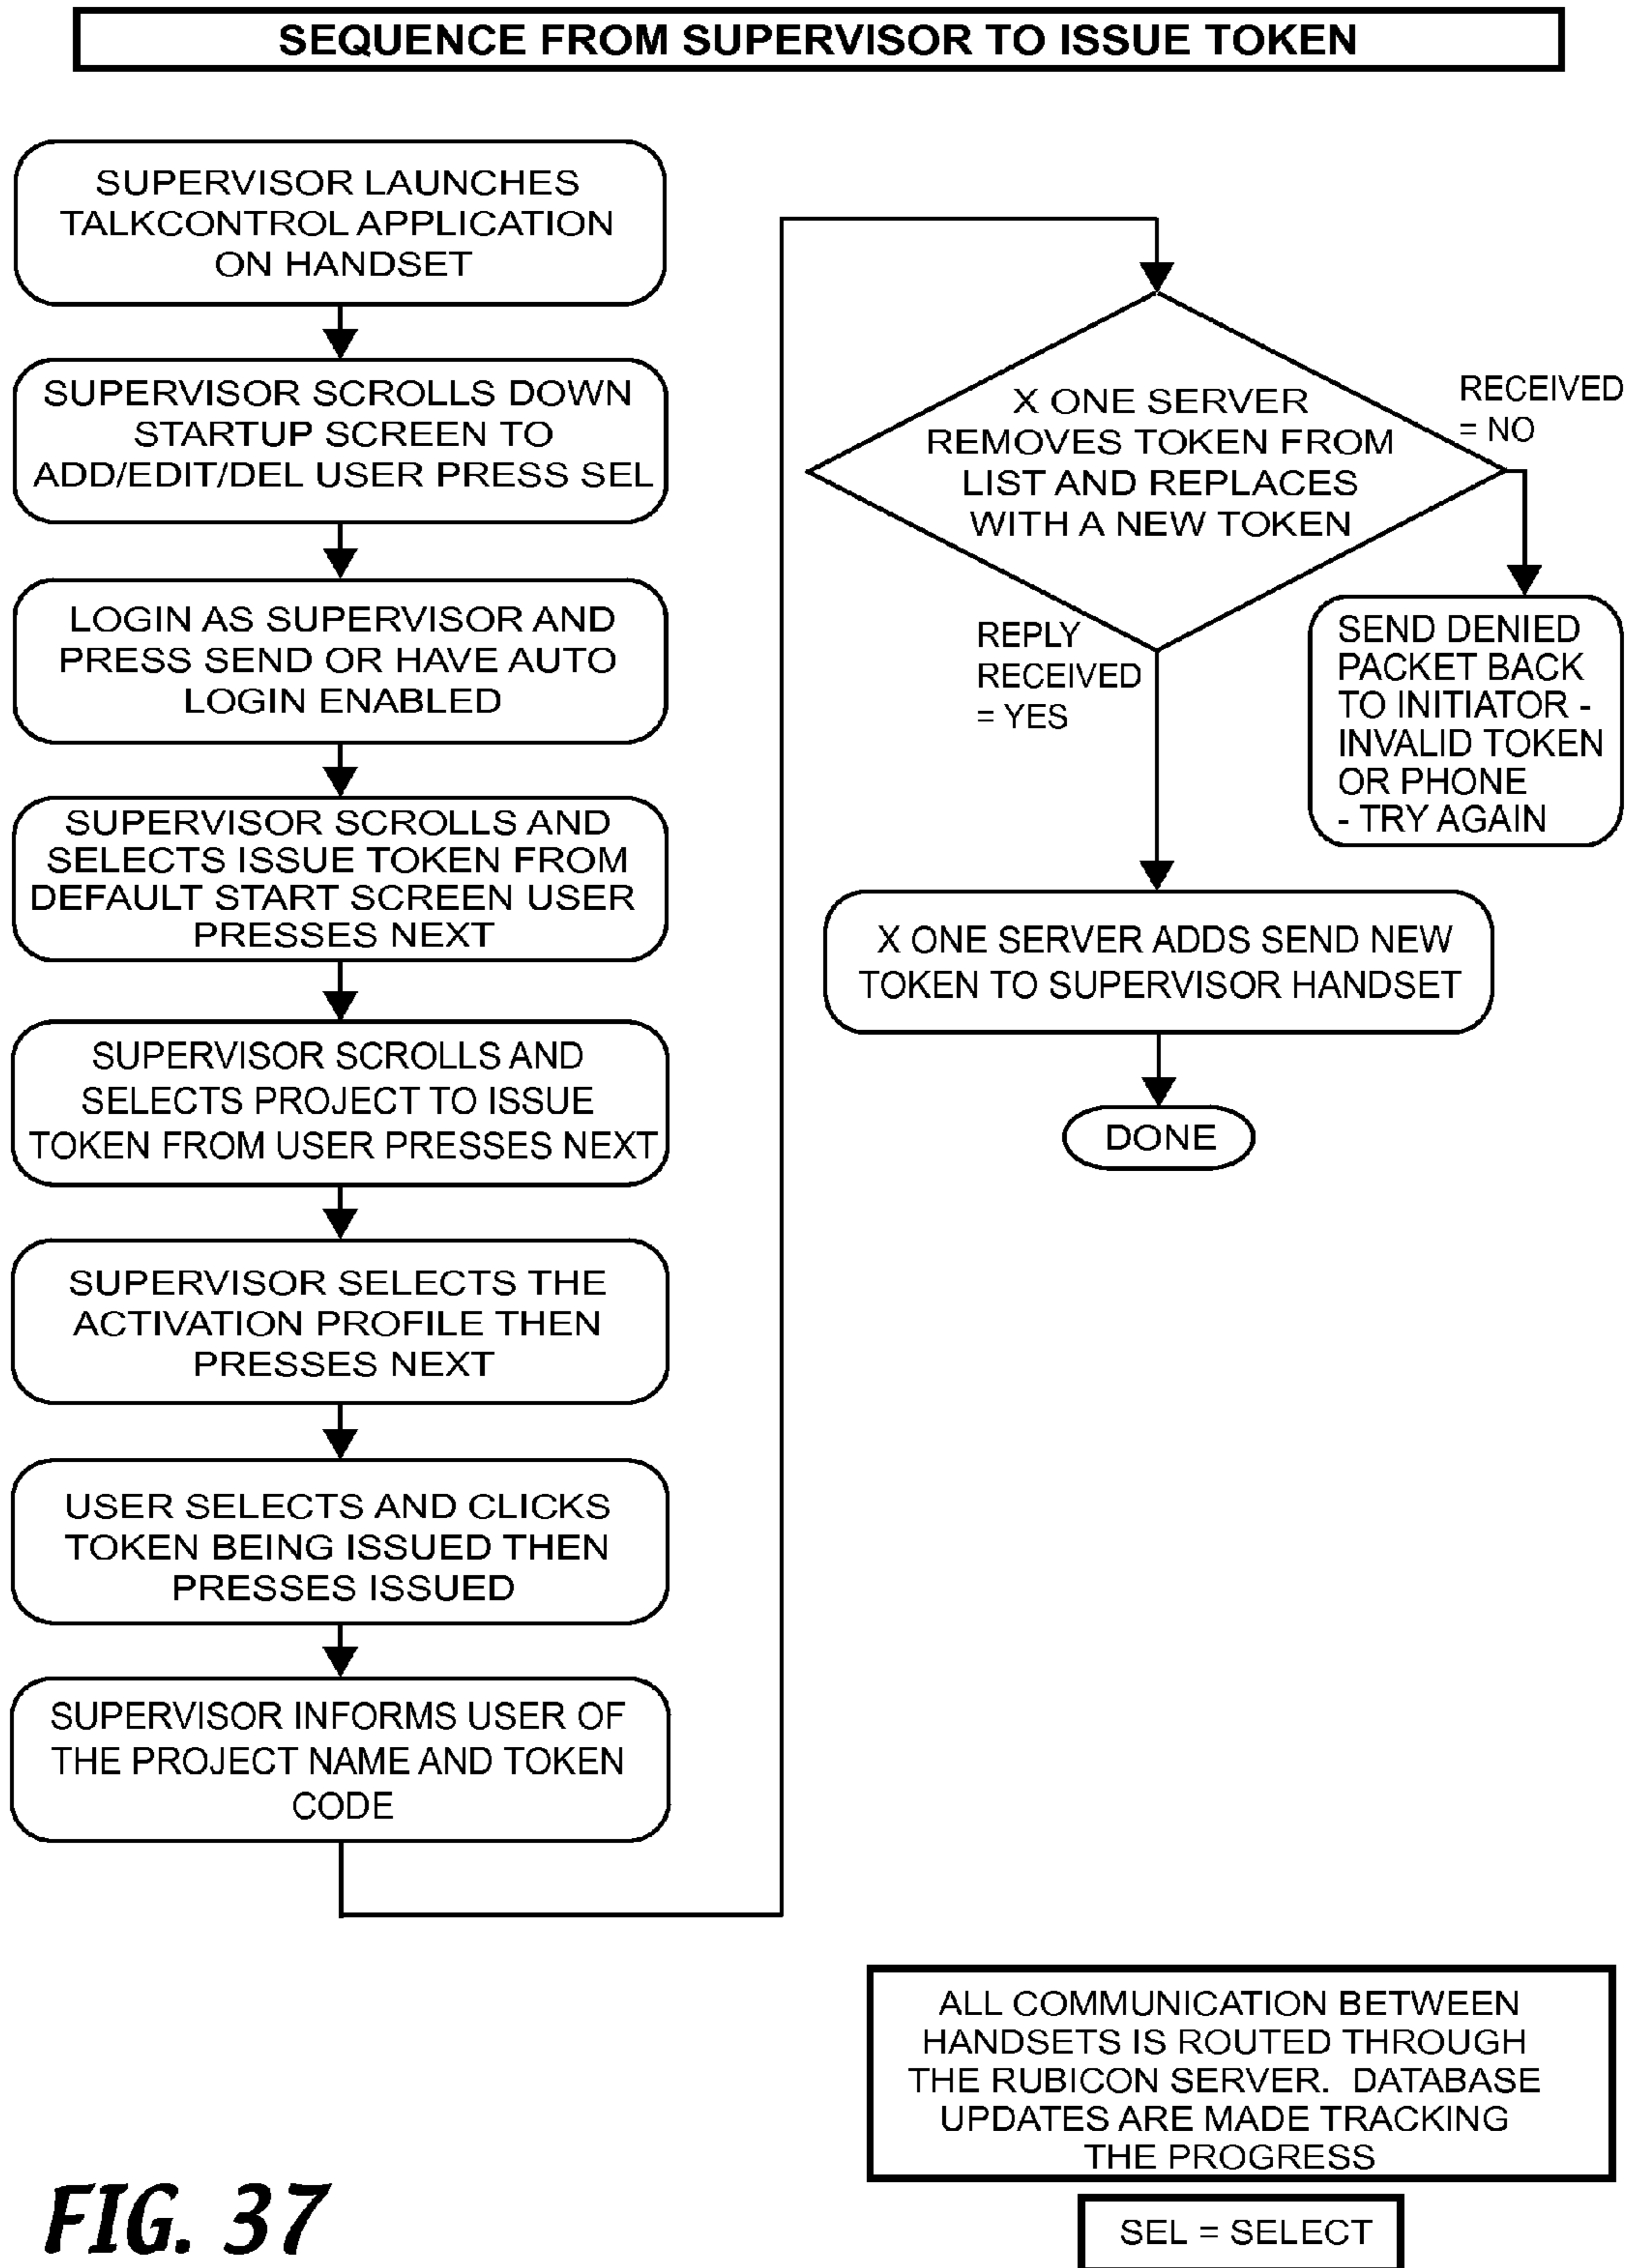 SEQUENCE FROM SUPERVISOR TO ISSUE TOKEN
SUPERVISOR LAUNCHES
TALKCONTROL APPLICATION
ON HANDSET
SUPERVISOR SCROLLS DOWN
STARTUP SCREEN TO
ADD/EDIT/DEL USER PRESS SEL
LOGIN AS SUPERVISOR AND
PRESS SEND OR HAVE AUTO
LOGIN ENABLED
SUPERVISOR SCROLLS AND
SELECTS ISSUE TOKEN FROM
DEFAULT START SCREEN USER
PRESSES NEXT
SUPERVISOR SCROLLS AND
SELECTS PROJECT TO ISSUE
TOKEN FROM USER PRESSES NEXT
SUPERVISOR SELECTS THE
ACTIVATION PROFILE THEN
PRESSES NEXT
USER SELECTS AND CLICKS
TOKEN BEING ISSUED THEN
PRESSES ISSUED
SUPERVISOR INFORMS USER OF
THE PROJECT NAME AND TOKEN
CODE
X ONE SERVER
REMOVES TOKEN FROM
LIST AND REPLACES
WITH A NEW TOKEN
RECEIVED
= NO
SEND DENIED
PACKET BACK
TO INITIATOR -
INVALID TOKEN
OR PHONE
- TRY AGAIN
REPLY
RECEIVED
= YES
X ONE SERVER ADDS SEND NEW
TOKEN TO SUPERVISOR HANDSET
DONE
ALL COMMUNICATION BETWEEN
HANDSETS IS ROUTED THROUGH
THE RUBICON SERVER. DATABASE
UPDATES ARE MADE TRACKING
THE PROGRESS
SEL = SELECT
FIG. 37